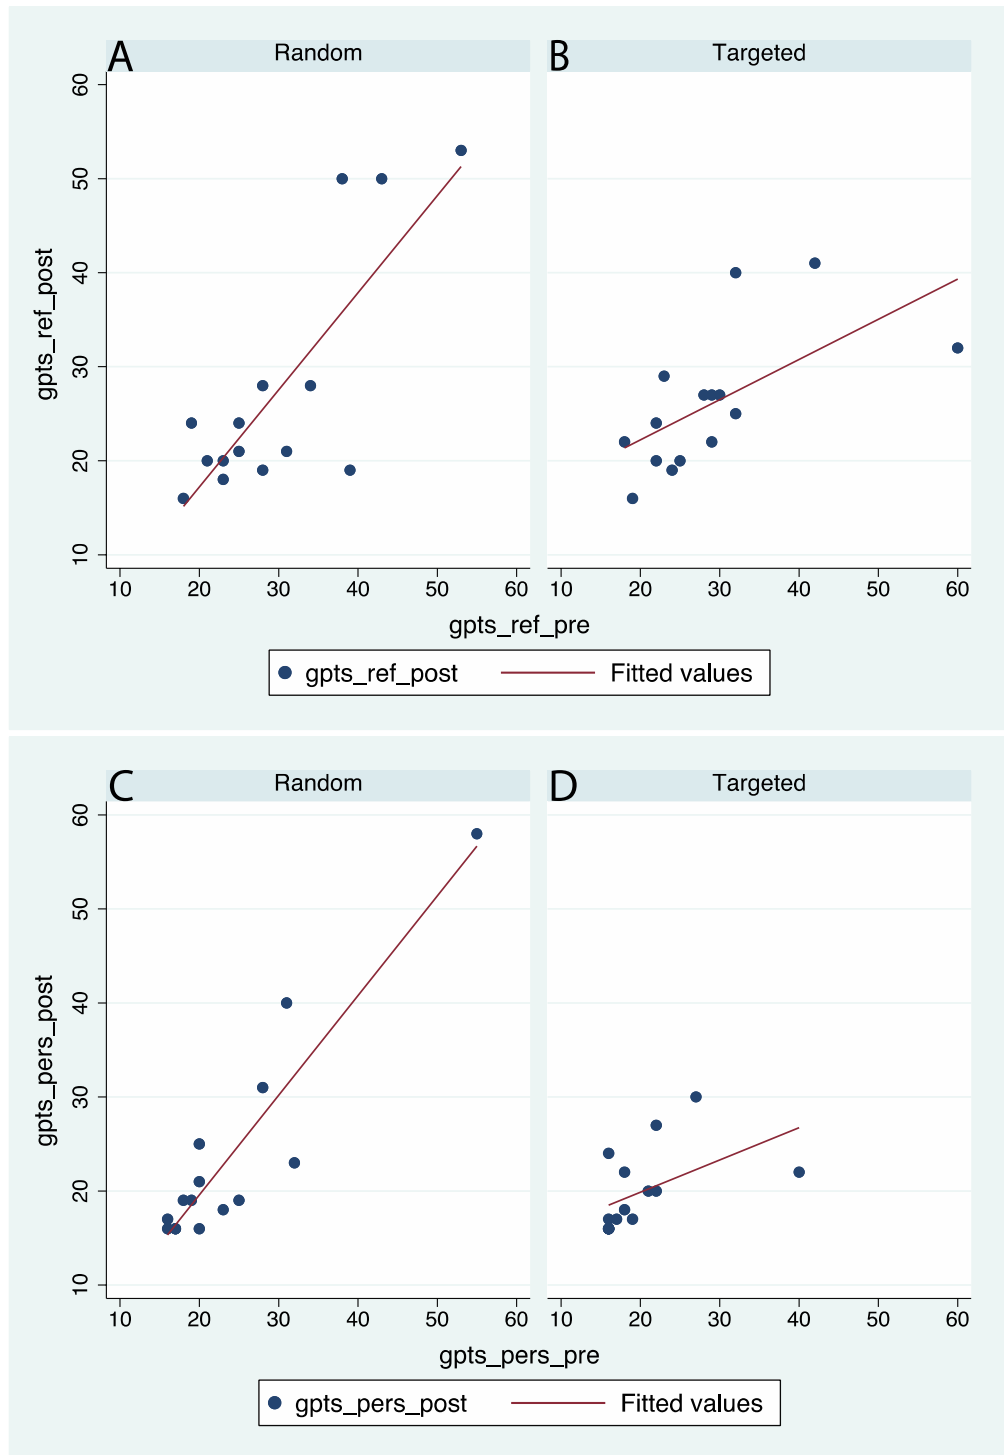 A Random B Targeted
60
50
40
30
20
10
gpts_ref_post
10 20 30 40 50 60 10 20 30 40 50 60
gpts_ref_pre
gpts_ref_post Fitted values
C Random D Targeted
60
50
40
30
20
10
gpts_pers_post
10 20 30 40 50 60 10 20 30 40 50 60
gpts_pers_pre
gpts_pers_post Fitted values